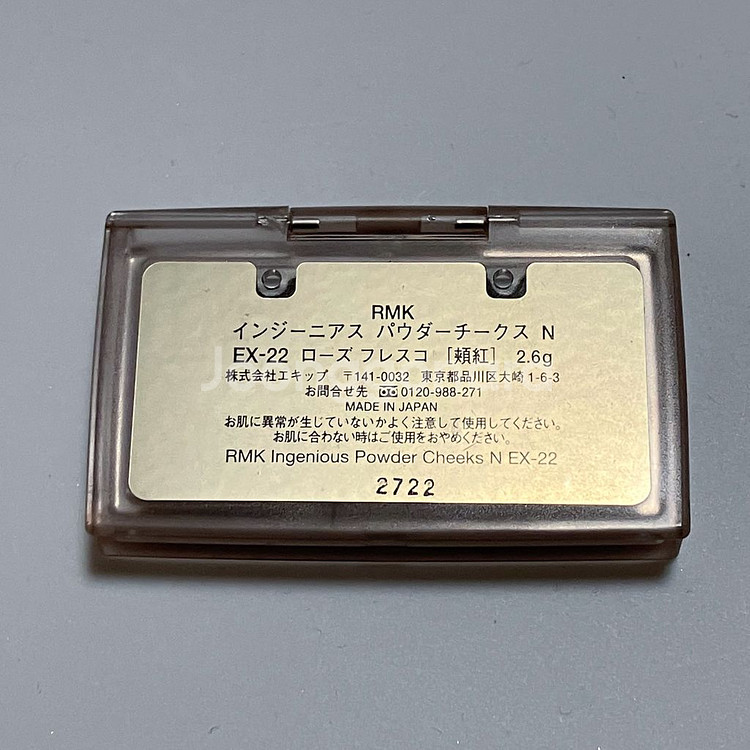 RMK
インジーニアス パウダーチークス N
EX-22 ローズ フレスコ [頬紅] 2.6g
株式会社エキップ 〒141-0032 東京都品川区大崎1-6-3
お問合せ先 0120-988-271
MADE IN JAPAN
お肌に異常が生じていないかよく注意して使用してください。
お肌に合わない時はご使用をおやめください。
RMK Ingenious Powder Cheeks N EX-22
2722